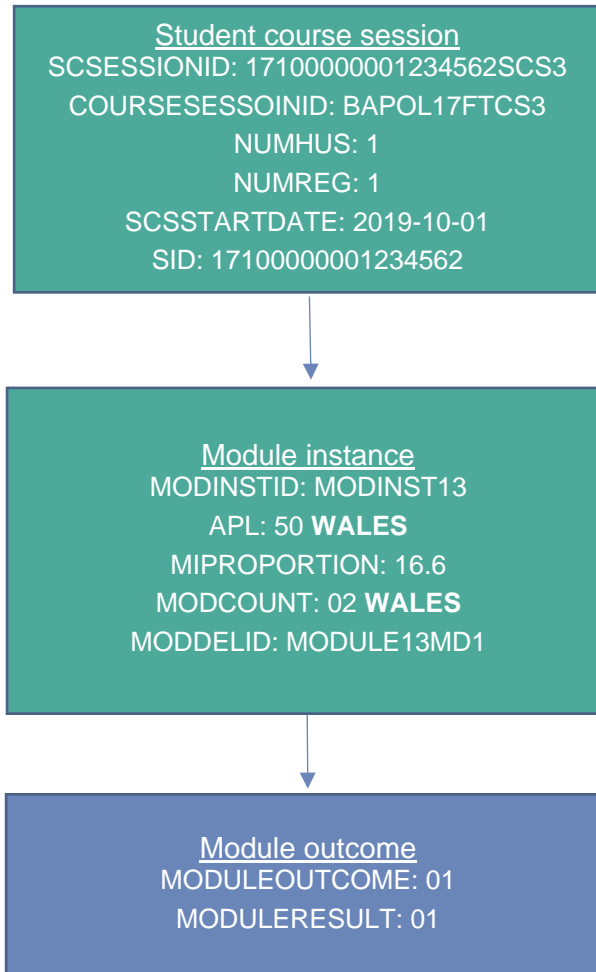 Student course session
SCSESSIONID: 17100000001234562SCS3
COURSESESSOINID: BAPOL17FTCS3
NUMHUS: 1
NUMREG: 1
SCSSTARTDATE: 2019-10-01
SID: 17100000001234562
Module instance
MODINSTID: MODINST13
APL: 50 WALES
MIPROPORTION: 16.6
MODCOUNT: 02 WALES
MODDELID: MODULE13MD1
Module outcome
MODULEOUTCOME: 01
MODULERESULT: 01